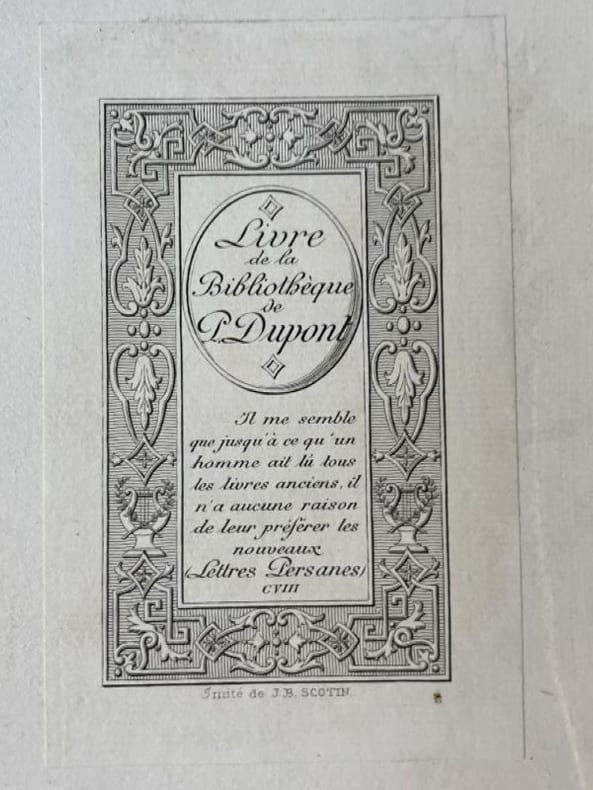 Livre
de la
Bibliothèque
de
P. Dupont
Il me semble
que jusqu'à ce qu'un
homme ait lû tous
les livres anciens, il
n'a aucune raison
de leur préférer les
nouveaux
(Lettres Persanes)
CVIII
Imité de J.B. SCOTIN.